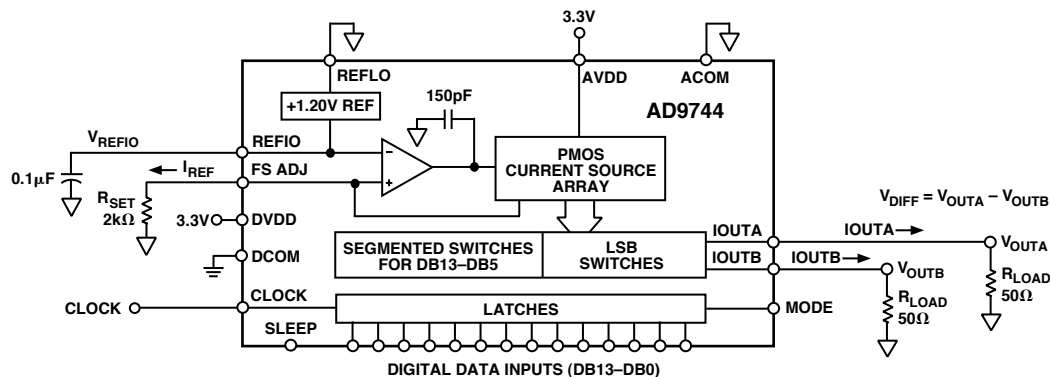 3.3V
REFLO
AVDD
ACOM
+1.20V REF
150pF
AD9744
V_REFIO
REFIO
0.1µF
I_REF
FS ADJ
PMOS
CURRENT SOURCE
ARRAY
R_SET
2kΩ
3.3V
DVDD
V_DIFF = V_OUTA – V_OUTB
DCOM
SEGMENTED SWITCHES
FOR DB13–DB5
LSB
SWITCHES
IOUTA
IOUTA
V_OUTA
IOUTB
IOUTB
V_OUTB
R_LOAD
50Ω
R_LOAD
50Ω
CLOCK
CLOCK
LATCHES
MODE
SLEEP
DIGITAL DATA INPUTS (DB13–DB0)